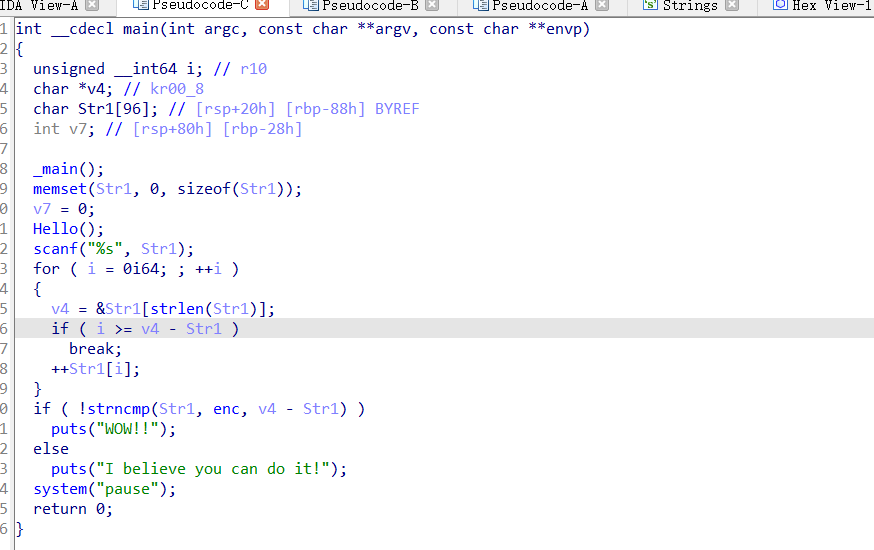 IDA View-A Pseudocode-C Pseudocode-B Pseudocode-A Strings Hex View-1
1 int __cdecl main(int argc, const char **argv, const char **envp)
2 {
3   unsigned __int64 i; // r10
4   char *v4; // kr00_8
5   char Str1[96]; // [rsp+20h] [rbp-88h] BYREF
6   int v7; // [rsp+80h] [rbp-28h]
7
8   _main();
9   memset(Str1, 0, sizeof(Str1));
0   v7 = 0;
1   Hello();
2   scanf("%s", Str1);
3   for ( i = 0i64; ; ++i )
4   {
5     v4 = &Str1[strlen(Str1)];
6     if ( i >= v4 - Str1 )
7       break;
8     ++Str1[i];
9   }
0   if ( !strncmp(Str1, enc, v4 - Str1) )
1     puts("WOW!!");
2   else
3     puts("I believe you can do it!");
4   system("pause");
5   return 0;
6 }